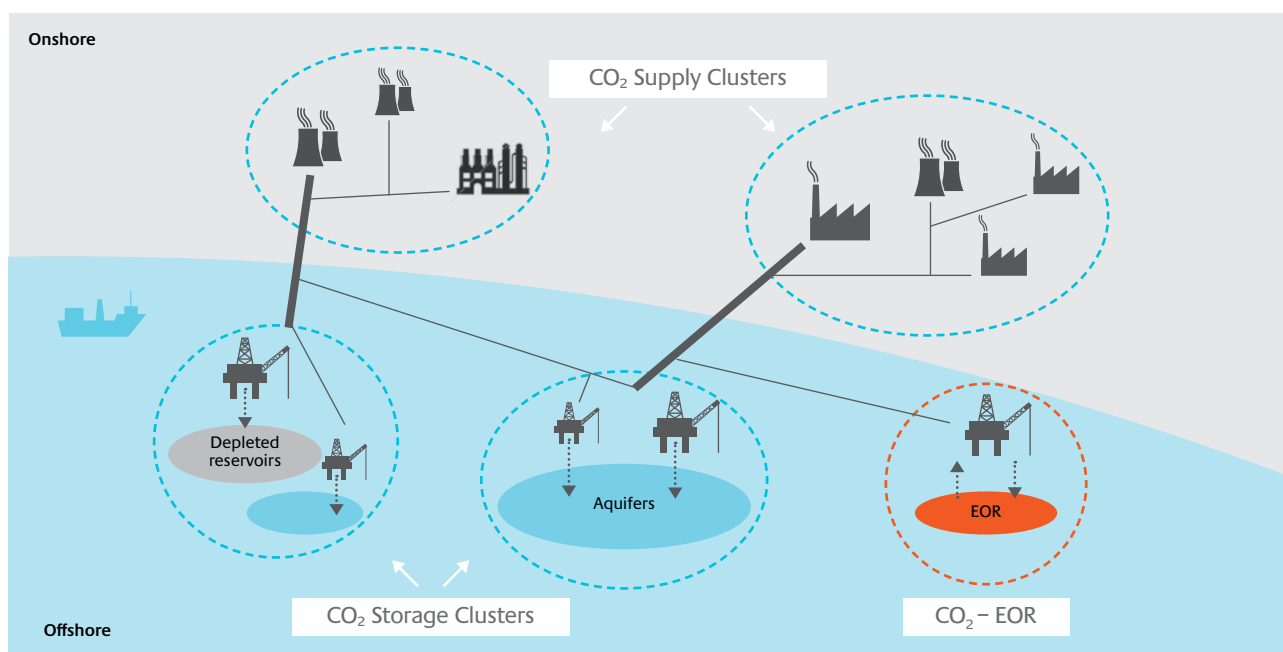 Onshore
CO₂ Supply Clusters
Depleted
reservoirs
Aquifers
EOR
CO₂ Storage Clusters
CO₂ – EOR
Offshore